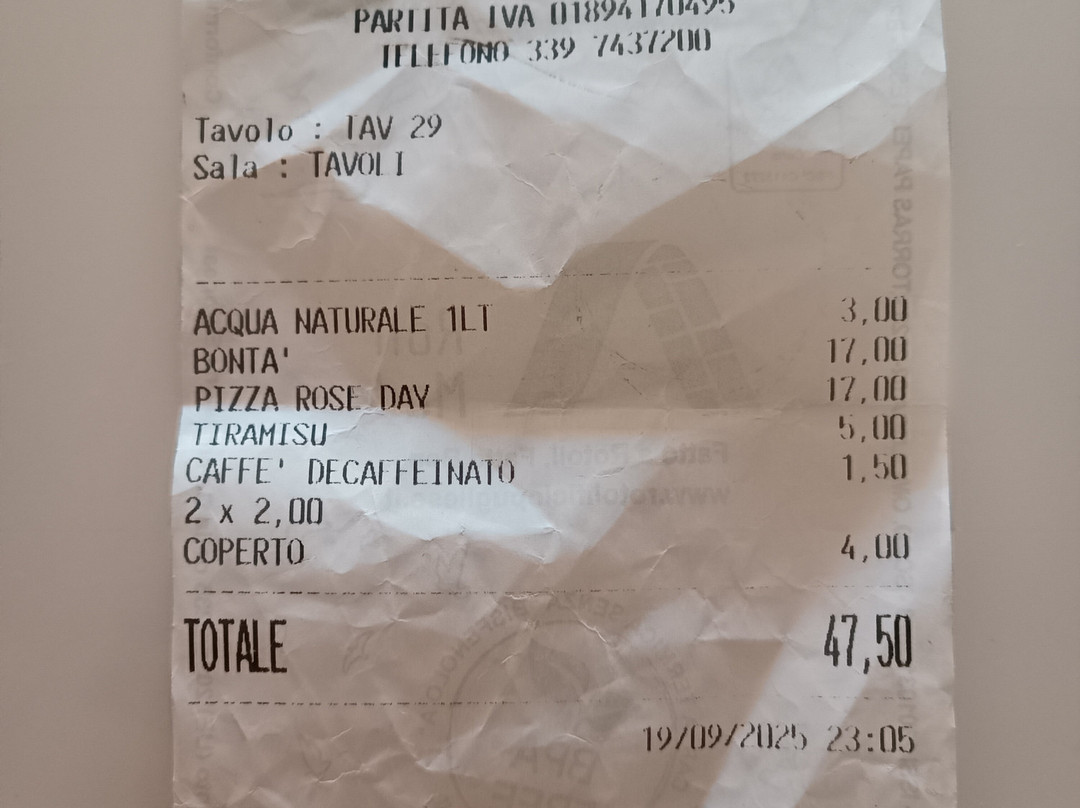 PARTITA IVA 01894170495
TELEFONO 339 7437200
Tavolo : TAV 29
Sala : TAVOLI
ACQUA NATURALE 1LT 3,00
BONTA' 17,00
PIZZA ROSE DAY 17,00
TIRAMISU 5,00
CAFFE' DECAFFEINATO 1,50
2 x 2,00
COPERTO 4,00
TOTALE 47,50
19/09/2025 23:05